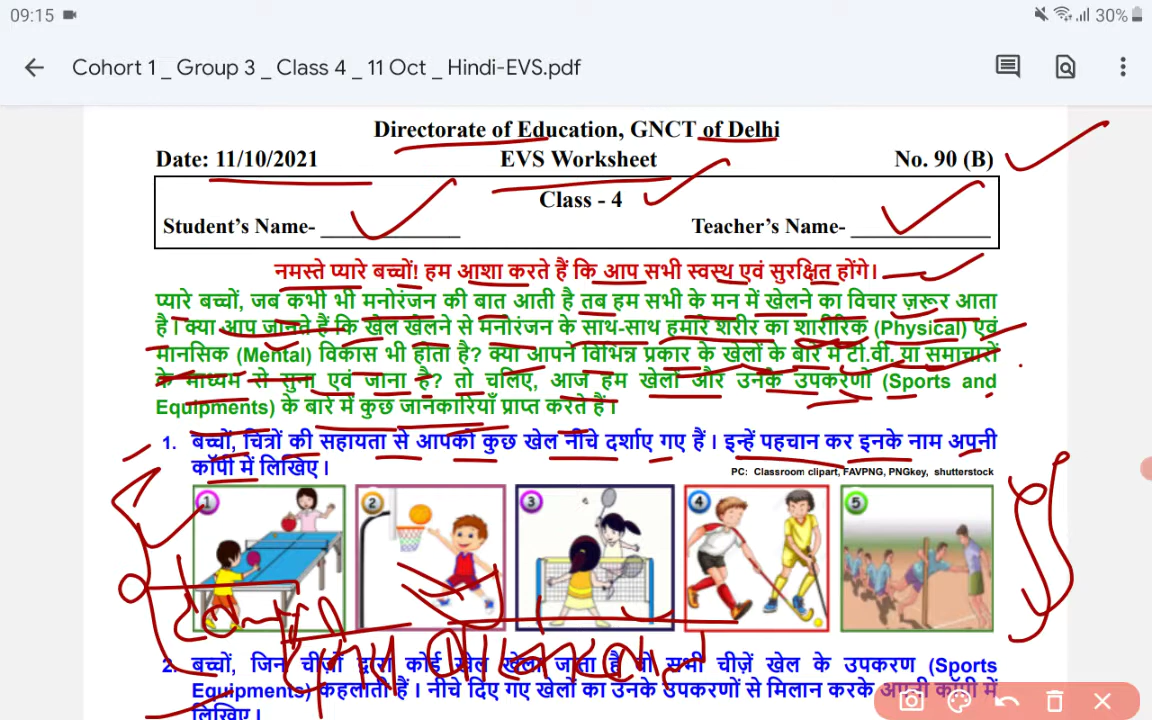 09:15
30%
Cohort 1 _ Group 3 _ Class 4 _ 11 Oct _ Hindi-EVS.pdf
Directorate of Education, GNCT of Delhi
Date: 11/10/2021 EVS Worksheet No. 90 (B)
Class - 4
Student's Name- ____________ Teacher's Name- ____________
नमस्ते प्यारे बच्चों! हम आशा करते हैं कि आप सभी स्वस्थ एवं सुरक्षित होंगे।
प्यारे बच्चों, जब कभी भी मनोरंजन की बात आती है तब हम सभी के मन में खेलने का विचार ज़रूर आता
है। क्या आप जानते हैं कि खेल खेलने से मनोरंजन के साथ-साथ हमारे शरीर का शारीरिक (Physical) एवं
मानसिक (Mental) विकास भी होता है? क्या आपने विभिन्न प्रकार के खेलों के बारे में टी.वी. या समाचारों
के माध्यम से सुना एवं जाना है? तो चलिए, आज हम खेलों और उनके उपकरणों (Sports and
Equipments) के बारे में कुछ जानकारियाँ प्राप्त करते हैं।
1. बच्चों, चित्रों की सहायता से आपको कुछ खेल नीचे दर्शाए गए हैं। इन्हें पहचान कर इनके नाम अपनी
कॉपी में लिखिए।
PC: Classroom clipart, FAVPNG, PNGkey, shutterstock
1 2 3 4 5
2. बच्चों, जिन चीज़ों द्वारा कोई खेल खेला जाता है वो सभी चीज़ें खेल के उपकरण (Sports
Equipments) कहलाती हैं। नीचे दिए गए खेलों का उनके उपकरणों से मिलान करके अपनी कॉपी में
लिखिए।